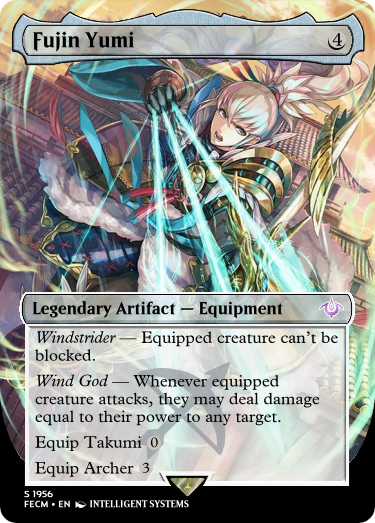 Fujin Yumi 4
Legendary Artifact — Equipment
Windstrider — Equipped creature can't be
blocked.
Wind God — Whenever equipped
creature attacks, they may deal damage
equal to their power to any target.
Equip Takumi 0
Equip Archer 3
S 1956
FECM • EN INTELLIGENT SYSTEMS